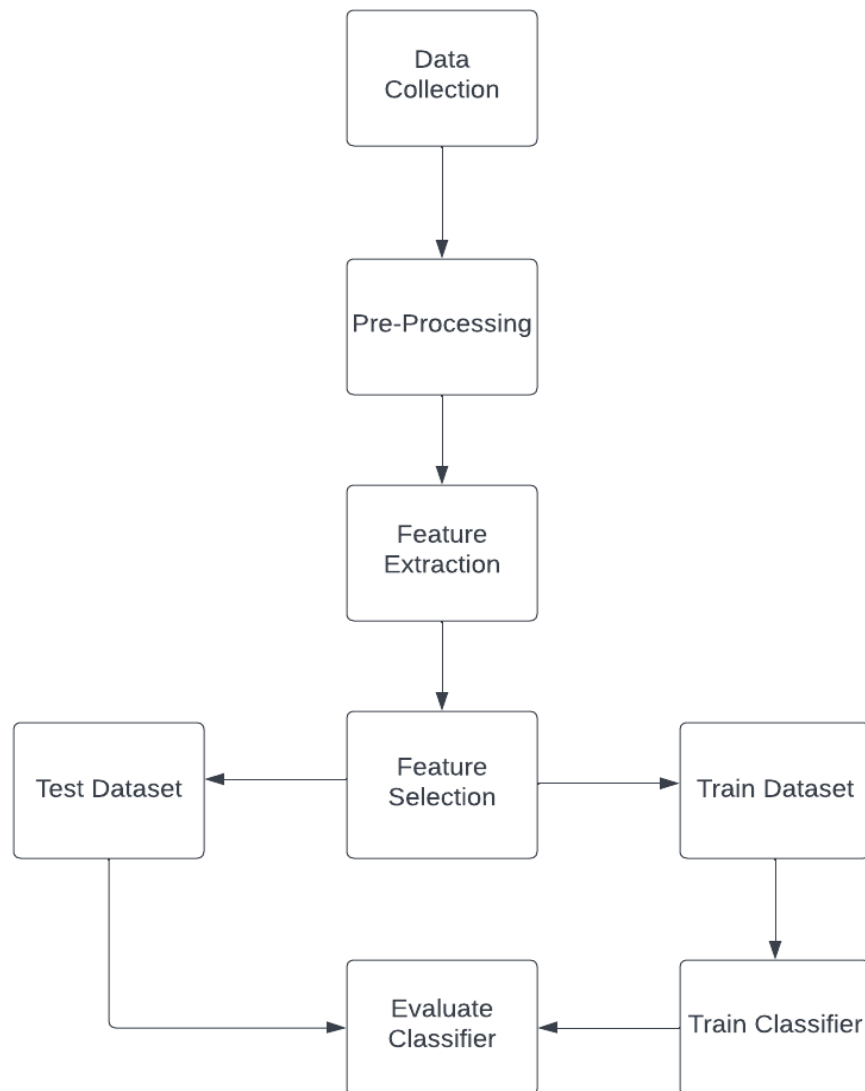 Data
Collection
Pre-Processing
Feature
Extraction
Feature
Selection
Test Dataset
Train Dataset
Evaluate
Classifier
Train Classifier